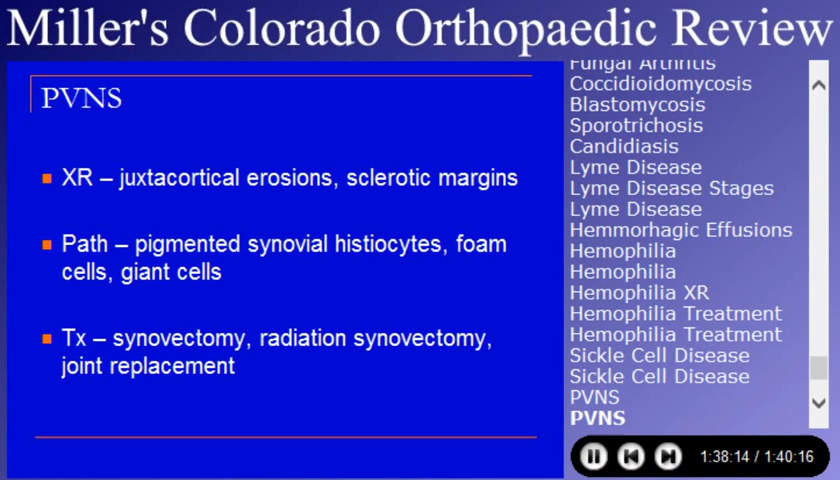 Miller's Colorado Orthopaedic Review
PVNS
XR – juxtacortical erosions, sclerotic margins
Path – pigmented synovial histiocytes, foam
cells, giant cells
Tx – synovectomy, radiation synovectomy,
joint replacement
Fungal Arthritis
Coccidioidomycosis
Blastomycosis
Sporotrichosis
Candidiasis
Lyme Disease
Lyme Disease Stages
Lyme Disease
Hemmorhagic Effusions
Hemophilia
Hemophilia
Hemophilia XR
Hemophilia Treatment
Hemophilia Treatment
Sickle Cell Disease
Sickle Cell Disease
PVNS
PVNS
1:38:14 / 1:40:16